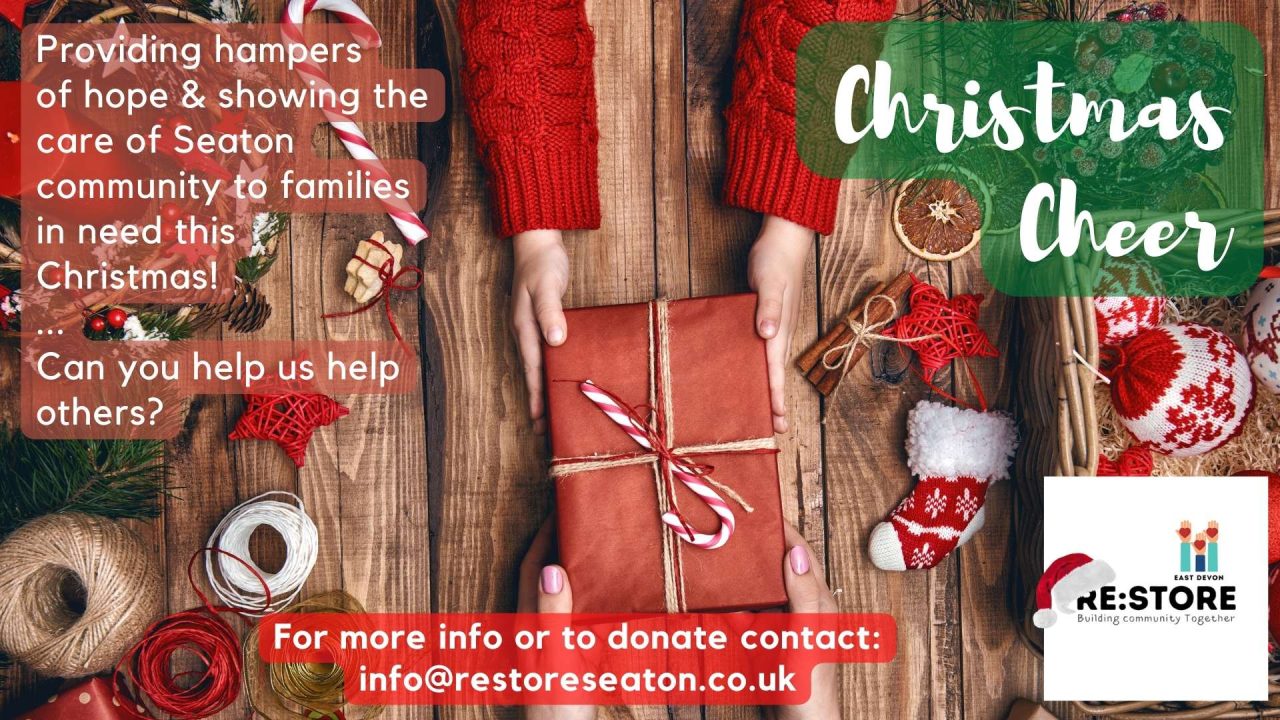 Providing hampers
of hope & showing the
care of Seaton
community to families
in need this
Christmas!
...
Can you help us help
others?
Christmas
Cheer
EAST DEVON
RE:STORE
Building community Together
For more info or to donate contact:
info@restoreseaton.co.uk